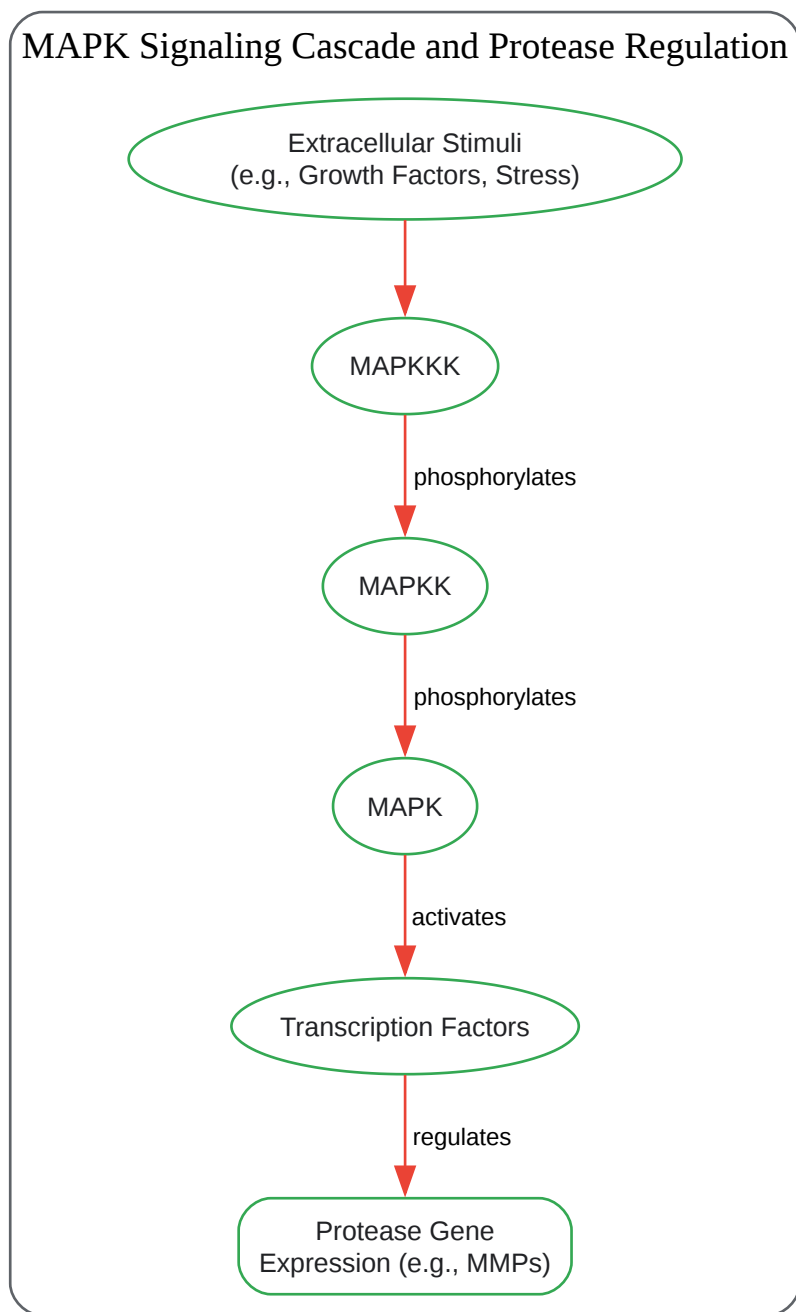 MAPK Signaling Cascade and Protease Regulation
Extracellular Stimuli
(e.g., Growth Factors, Stress)
MAPKKK
phosphorylates
MAPKK
phosphorylates
MAPK
activates
Transcription Factors
regulates
Protease Gene
Expression (e.g., MMPs)